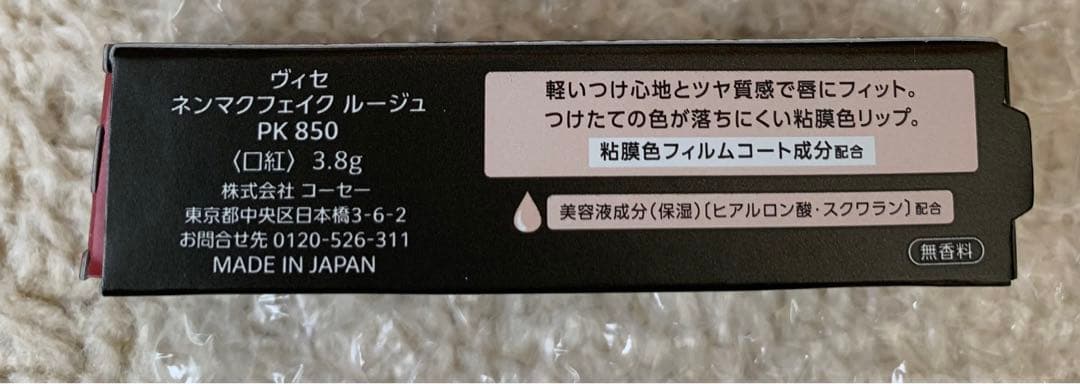 ヴィセ
ネンマクフェイク ルージュ
PK 850
〈口紅〉 3.8g
株式会社 コーセー
東京都中央区日本橋3-6-2
お問合せ先 0120-526-311
MADE IN JAPAN
軽いつけ心地とツヤ質感で唇にフィット。
つけたての色が落ちにくい粘膜色リップ。
粘膜色フィルムコート成分配合
美容液成分(保湿)〔ヒアルロン酸・スクワラン〕配合
無香料